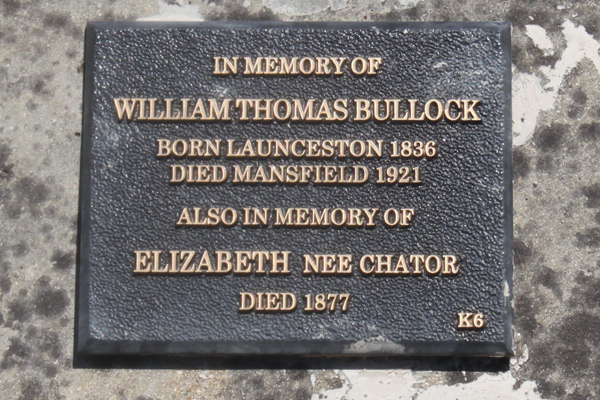 IN MEMORY OF
WILLIAM THOMAS BULLOCK
BORN LAUNCESTON 1836
DIED MANSFIELD 1921
ALSO IN MEMORY OF
ELIZABETH NEE CHATOR
DIED 1877
K6